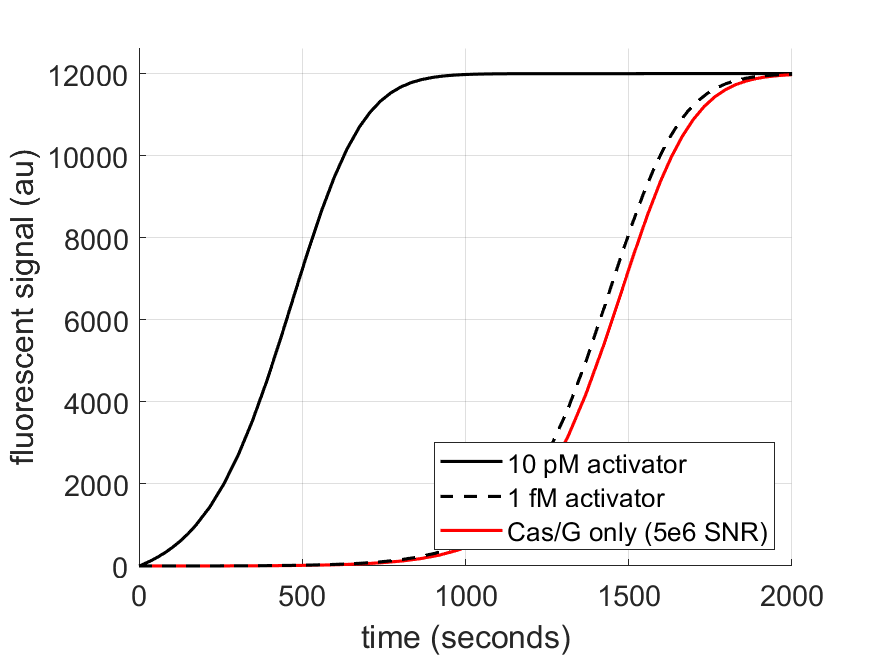 12000
10000
8000
6000
4000
2000
0
fluorescent signal (au)
10 pM activator
1 fM activator
Cas/G only (5e6 SNR)
0 500 1000 1500 2000
time (seconds)